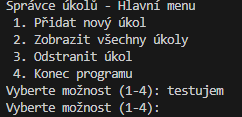 Správce úkolů - Hlavní menu
1. Přidat nový úkol
2. Zobrazit všechny úkoly
3. Odstranit úkol
4. Konec programu
Vyberte možnost (1-4): testujem
Vyberte možnost (1-4):